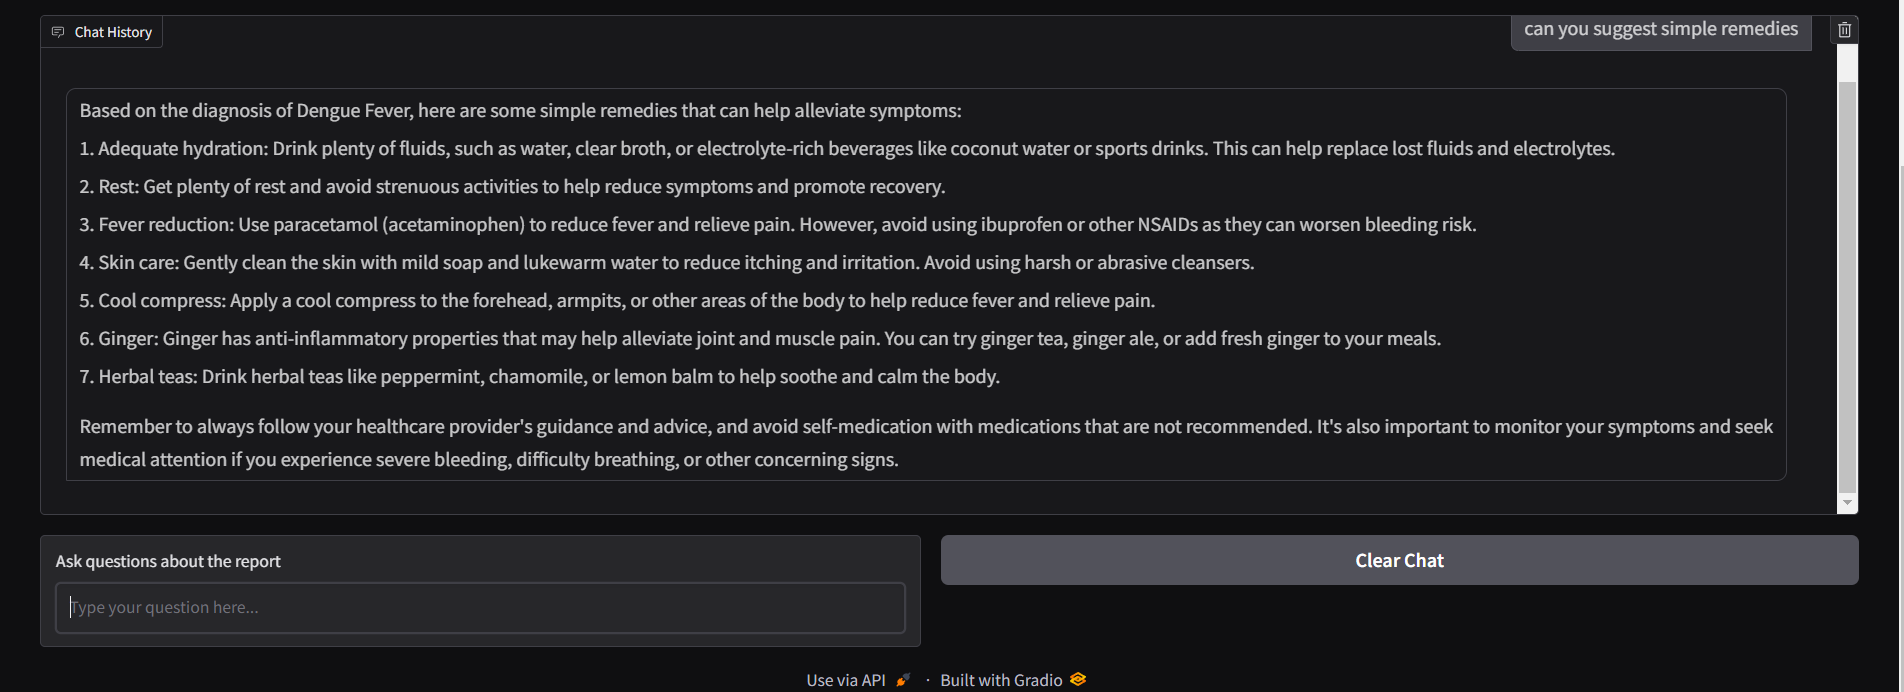 Chat History
can you suggest simple remedies
Based on the diagnosis of Dengue Fever, here are some simple remedies that can help alleviate symptoms:
1. Adequate hydration: Drink plenty of fluids, such as water, clear broth, or electrolyte-rich beverages like coconut water or sports drinks. This can help replace lost fluids and electrolytes.
2. Rest: Get plenty of rest and avoid strenuous activities to help reduce symptoms and promote recovery.
3. Fever reduction: Use paracetamol (acetaminophen) to reduce fever and relieve pain. However, avoid using ibuprofen or other NSAIDs as they can worsen bleeding risk.
4. Skin care: Gently clean the skin with mild soap and lukewarm water to reduce itching and irritation. Avoid using harsh or abrasive cleansers.
5. Cool compress: Apply a cool compress to the forehead, armpits, or other areas of the body to help reduce fever and relieve pain.
6. Ginger: Ginger has anti-inflammatory properties that may help alleviate joint and muscle pain. You can try ginger tea, ginger ale, or add fresh ginger to your meals.
7. Herbal teas: Drink herbal teas like peppermint, chamomile, or lemon balm to help soothe and calm the body.
Remember to always follow your healthcare provider's guidance and advice, and avoid self-medication with medications that are not recommended. It's also important to monitor your symptoms and seek
medical attention if you experience severe bleeding, difficulty breathing, or other concerning signs.
Ask questions about the report
Type your question here...
Clear Chat
Use via API · Built with Gradio